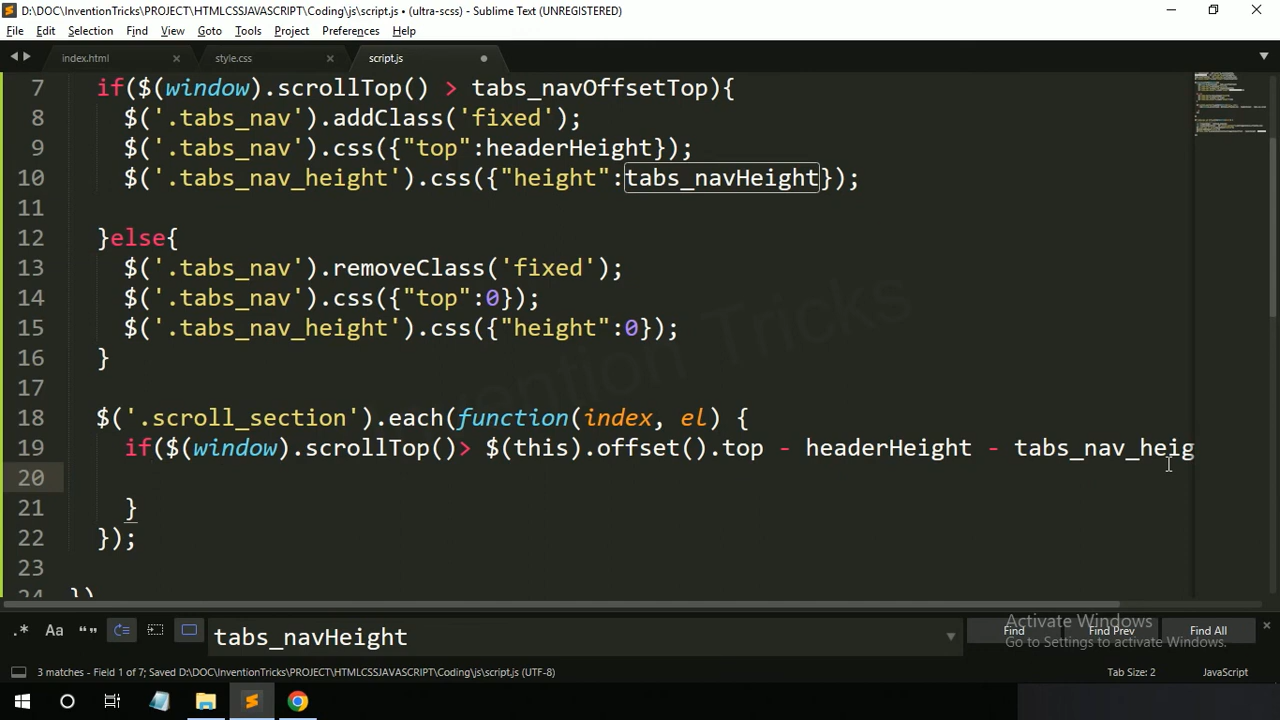 D:\DOC\InventionTricks\PROJECT\HTMLCSSJAVASCRIPT\Coding\js\script.js • (ultra-scss) - Sublime Text (UNREGISTERED)
File Edit Selection Find View Goto Tools Project Preferences Help
index.html style.css script.js
7 if($(window).scrollTop() > tabs_navOffsetTop){
8 $('.tabs_nav').addClass('fixed');
9 $('.tabs_nav').css({"top":headerHeight});
10 $('.tabs_nav_height').css({"height":tabs_navHeight});
11
12 }else{
13 $('.tabs_nav').removeClass('fixed');
14 $('.tabs_nav').css({"top":0});
15 $('.tabs_nav_height').css({"height":0});
16 }
17
18 $('.scroll_section').each(function(index, el) {
19 if($(window).scrollTop()> $(this).offset().top - headerHeight - tabs_nav_heig
20
21 }
22 });
23
24 })
Invention Tricks
.* Aa “” tabs_navHeight Find Find Prev Find All
Activate Windows
Go to Settings to activate Windows.
3 matches - Field 1 of 7; Saved D:\DOC\InventionTricks\PROJECT\HTMLCSSJAVASCRIPT\Coding\js\script.js (UTF-8) Tab Size: 2 JavaScript